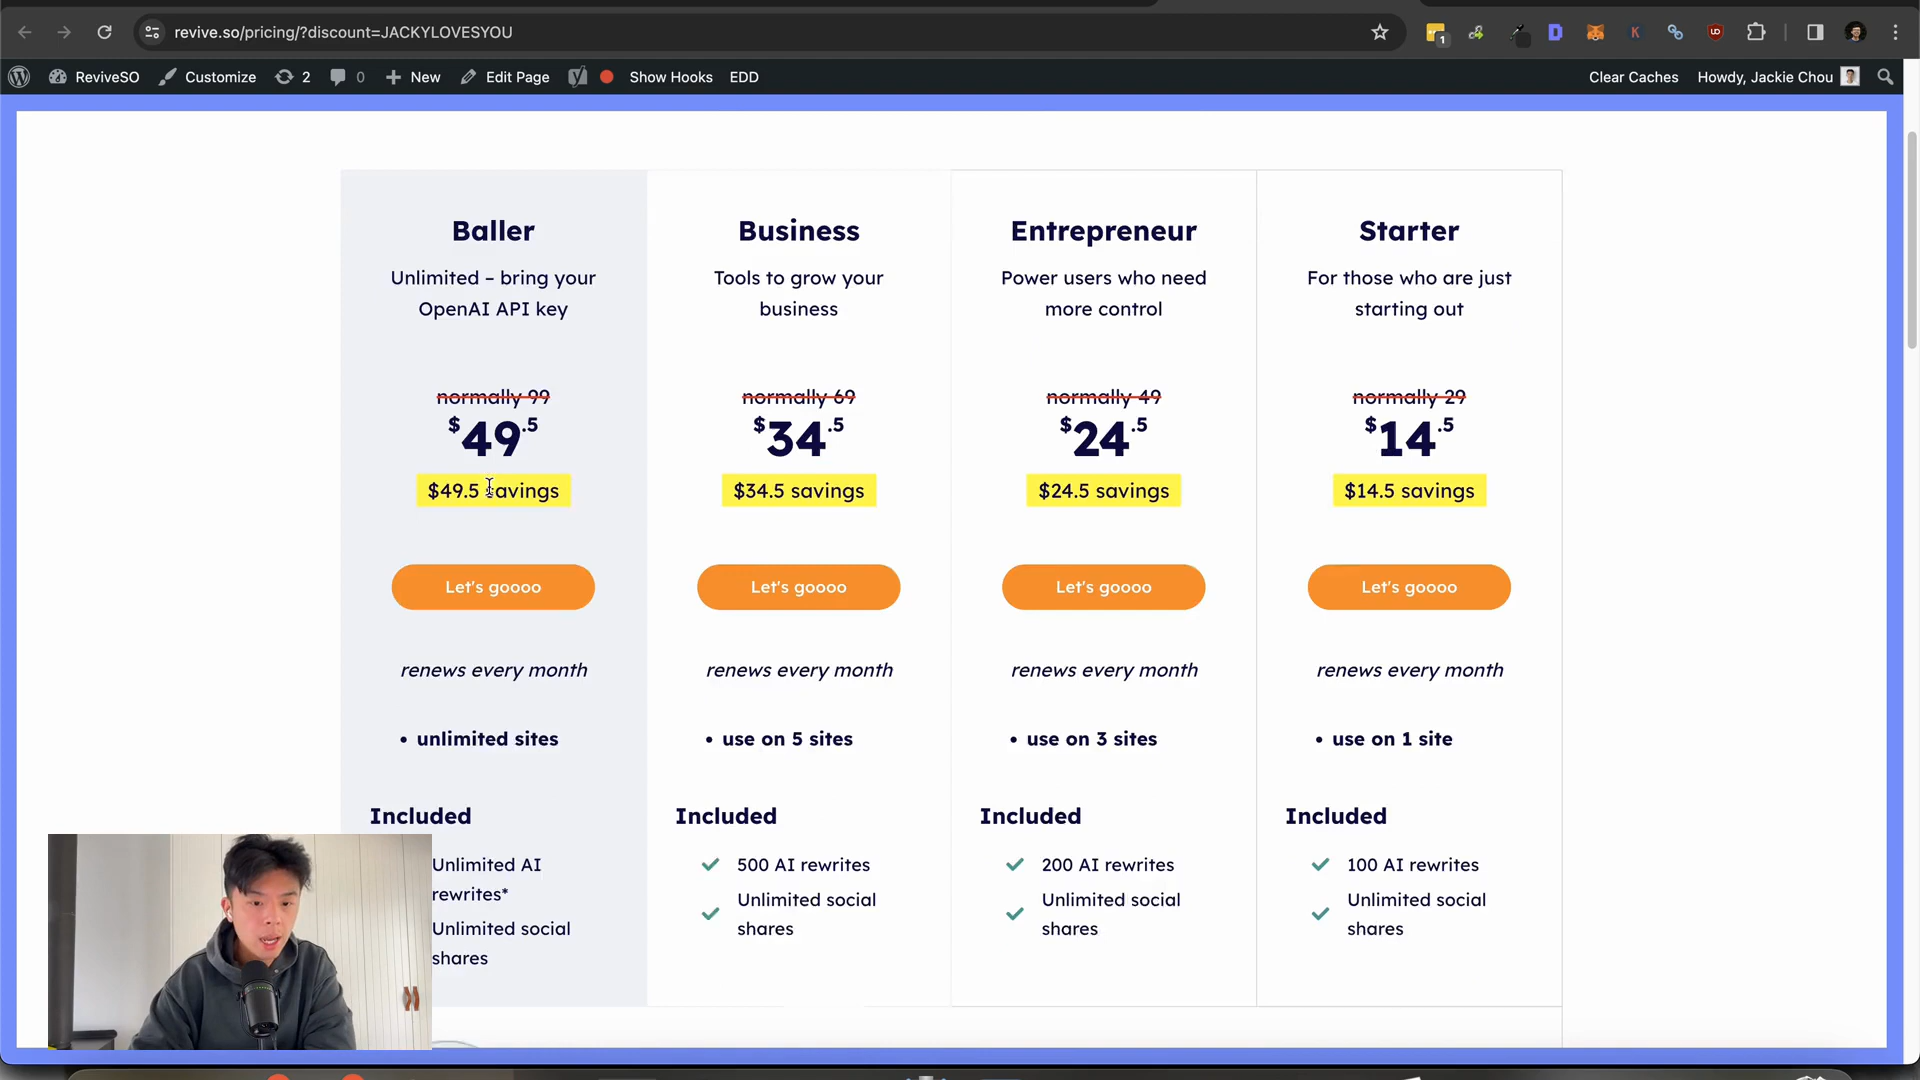 revive.so/pricing/?discount=JACKYLOVESYOU
1
D
K
UD
ReviveSO
Customize
2
0
New
Edit Page
Show Hooks
EDD
Clear Caches
Howdy, Jackie Chou
Baller
Unlimited – bring your
OpenAI API key
normally 99
$49.5
$49.5 savings
Let's goooo
renews every month
• unlimited sites
Included
Unlimited AI
rewrites*
Unlimited social
shares
Business
Tools to grow your
business
normally 69
$34.5
$34.5 savings
Let's goooo
renews every month
• use on 5 sites
Included
500 AI rewrites
Unlimited social
shares
Entrepreneur
Power users who need
more control
normally 49
$24.5
$24.5 savings
Let's goooo
renews every month
• use on 3 sites
Included
200 AI rewrites
Unlimited social
shares
Starter
For those who are just
starting out
normally 29
$14.5
$14.5 savings
Let's goooo
renews every month
• use on 1 site
Included
100 AI rewrites
Unlimited social
shares